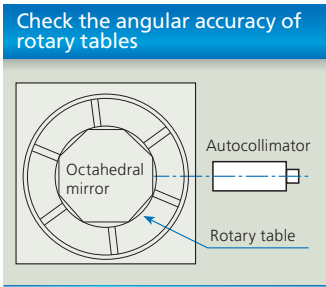 Check the angular accuracy of
rotary tables
Autocollimator
Octahedral
mirror
Rotary table